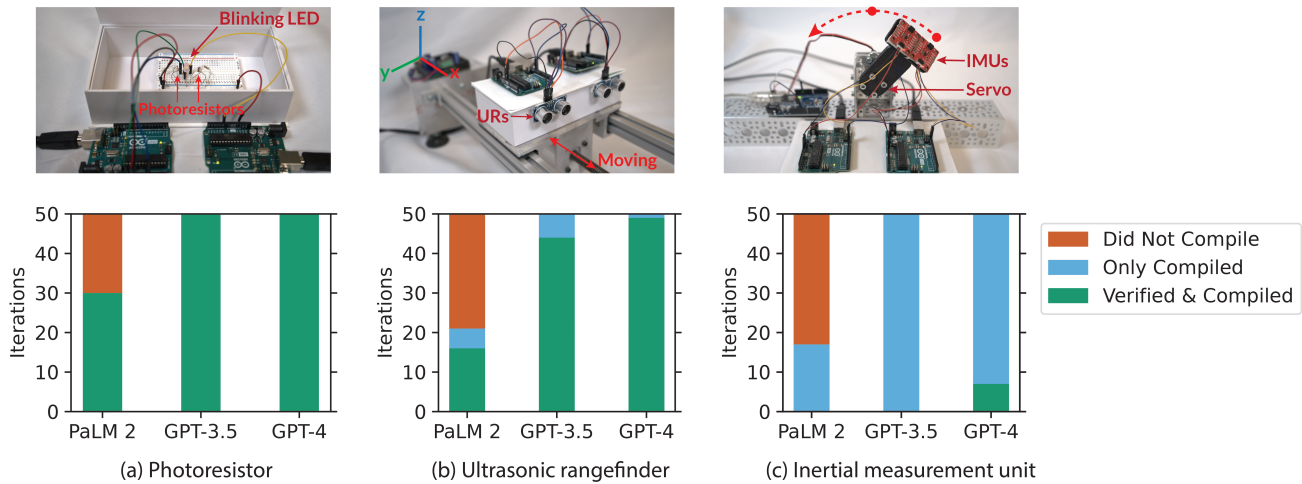 Blinking LED
Photoresistors
z
y
x
URs
Moving
IMUs
Servo
50
40
30
20
10
0
Iterations
PaLM 2 GPT-3.5 GPT-4
(a) Photoresistor
50
40
30
20
10
0
Iterations
PaLM 2 GPT-3.5 GPT-4
(b) Ultrasonic rangefinder
50
40
30
20
10
0
Iterations
PaLM 2 GPT-3.5 GPT-4
(c) Inertial measurement unit
Did Not Compile
Only Compiled
Verified & Compiled